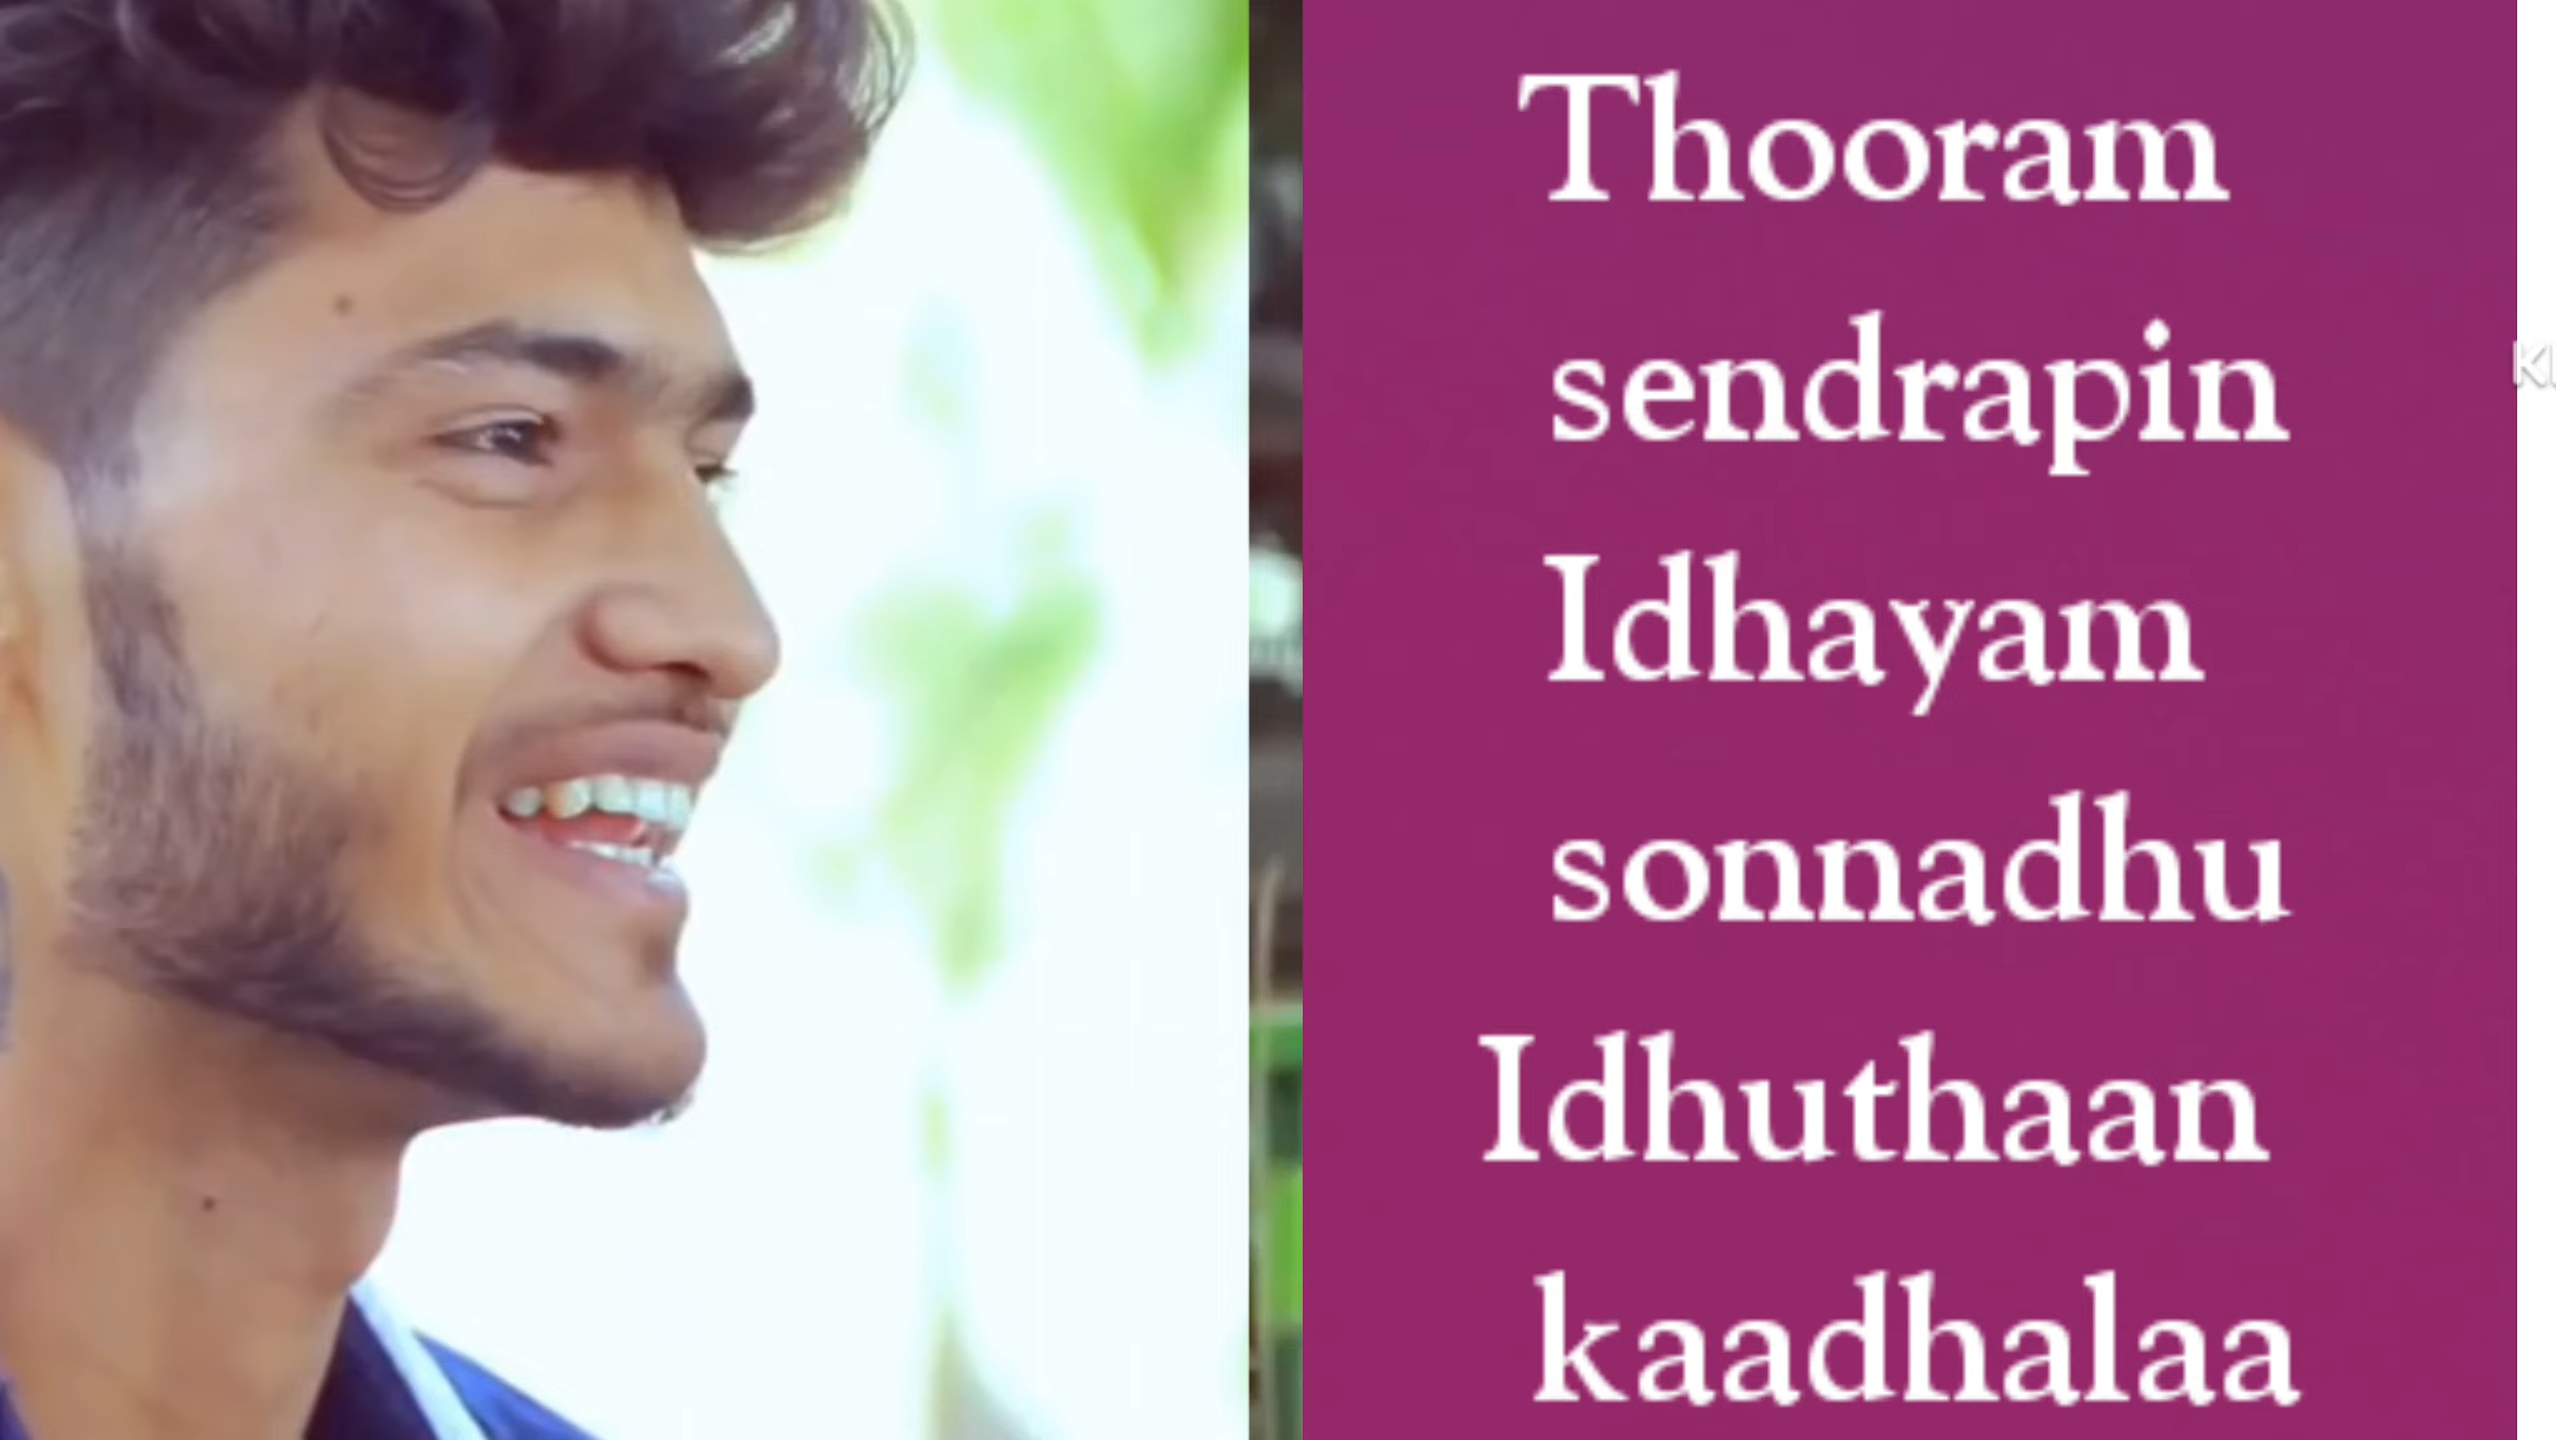 Thooram
sendrapin
Idhayam
sonnadhu
Idhuthaan
kaadhalaa